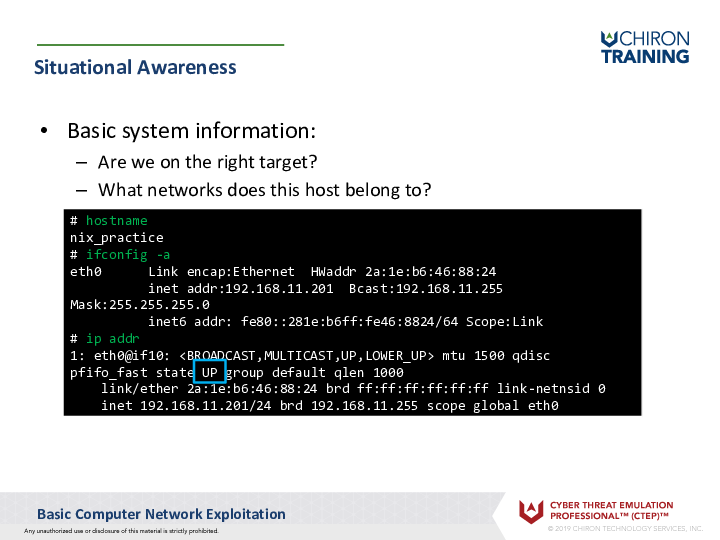 CHIRON
TRAINING
Situational Awareness
• Basic system information:
– Are we on the right target?
– What networks does this host belong to?
# hostname
nix_practice
# ifconfig -a
eth0      Link encap:Ethernet  HWaddr 2a:1e:b6:46:88:24
          inet addr:192.168.11.201  Bcast:192.168.11.255
Mask:255.255.255.0
          inet6 addr: fe80::281e:b6ff:fe46:8824/64 Scope:Link
# ip addr
1: eth0@if10: <BROADCAST,MULTICAST,UP,LOWER_UP> mtu 1500 qdisc
pfifo_fast state UP group default qlen 1000
    link/ether 2a:1e:b6:46:88:24 brd ff:ff:ff:ff:ff:ff link-netnsid 0
    inet 192.168.11.201/24 brd 192.168.11.255 scope global eth0
Basic Computer Network Exploitation
Any unauthorized use or disclosure of this material is strictly prohibited.
CYBER THREAT EMULATION
PROFESSIONAL™ (CTEP)™
© 2019 CHIRON TECHNOLOGY SERVICES, INC.